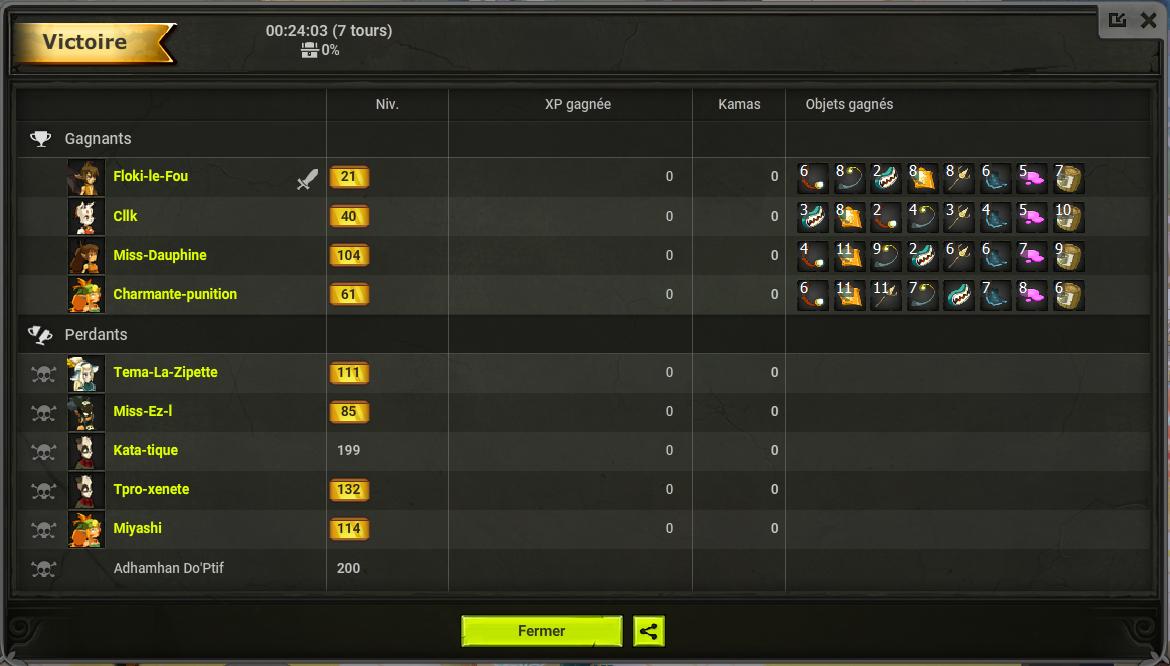 Victoire
00:24:03 (7 tours)
0%
Niv. XP gagnée Kamas Objets gagnés
Gagnants
Floki-le-Fou 21 0 0 6 8 2 8 8 6 5 7
Cllk 40 0 0 3 8 2 4 3 4 5 10
Miss-Dauphine 104 0 0 4 11 9 2 6 6 7 9
Charmante-punition 61 0 0 6 11 11 7 7 8 6
Perdants
Tema-La-Zipette 111 0 0
Miss-Ez-l 85 0 0
Kata-tique 199 0 0
Tpro-xenete 132 0 0
Miyashi 114 0 0
Adhamhan Do'Ptif 200
Fermer